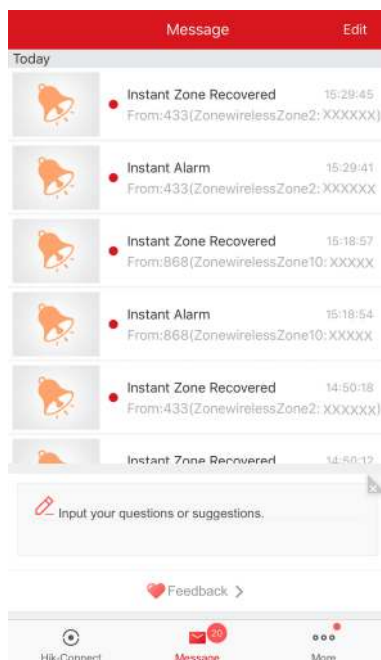 Message
Edit
Today
Instant Zone Recovered 15:29:45
From:433(ZonewirelessZone2: XXXXXX)
Instant Alarm 15:29:41
From:433(ZonewirelessZone2: XXXXXX
Instant Zone Recovered 15:18:57
From:868(ZonewirelessZone10: XXXXX
Instant Alarm 15:18:54
From:868(ZonewirelessZone10: XXXXX
Instant Zone Recovered 14:50:18
From:433(ZonewirelessZone2: XXXXXX)
Instant Zone Recovered 14:50:12
Input your questions or suggestions.
Feedback >
20
Hik-Connect Message More